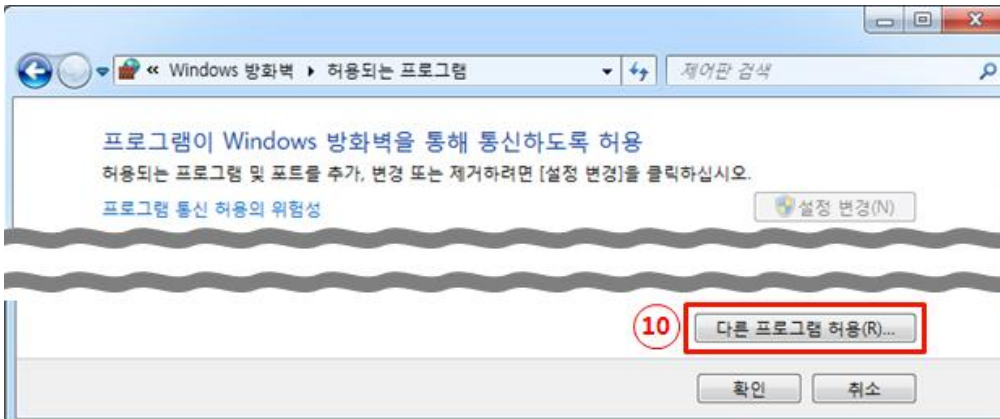 « Windows 방화벽 ▸ 허용되는 프로그램
제어판 검색
프로그램이 Windows 방화벽을 통해 통신하도록 허용
허용되는 프로그램 및 포트를 추가, 변경 또는 제거하려면 [설정 변경]을 클릭하십시오.
프로그램 통신 허용의 위험성
설정 변경(N)
10 다른 프로그램 허용(R)...
확인 취소